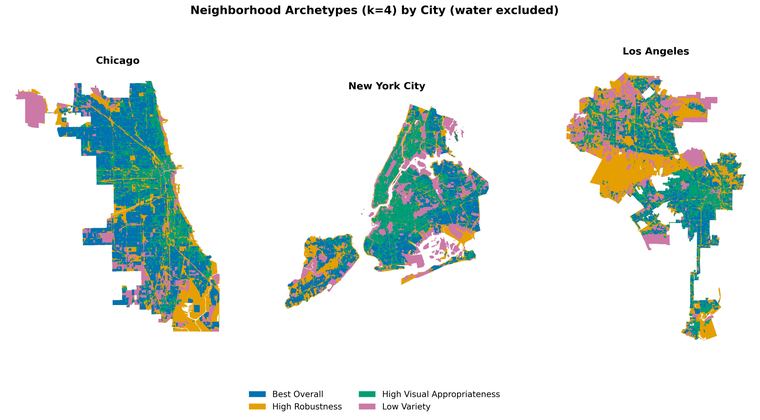 Neighborhood Archetypes (k=4) by City (water excluded)
Los Angeles
Chicago
New York City
Best Overall
High Robustness
High Visual Appropriateness
Low Variety